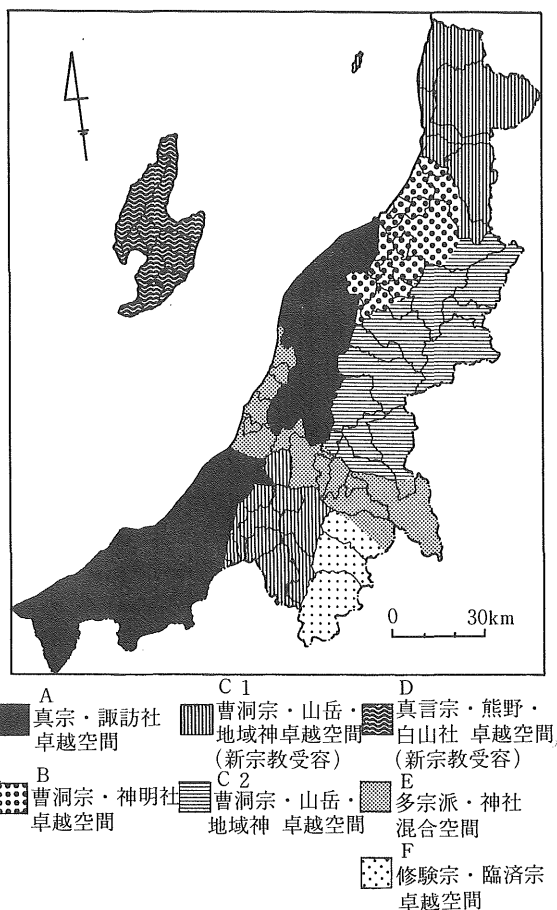 0 30km
A
真宗・諏訪社
卓越空間
B
曹洞宗・神明社
卓越空間
C 1
曹洞宗・山岳・
地域神卓越空間
(新宗教受容)
C 2
曹洞宗・山岳・
地域神 卓越空間
D
真言宗・熊野・
白山社 卓越空間
(新宗教受容)
E
多宗派・神社
混合空間
F
修験宗・臨済宗
卓越空間